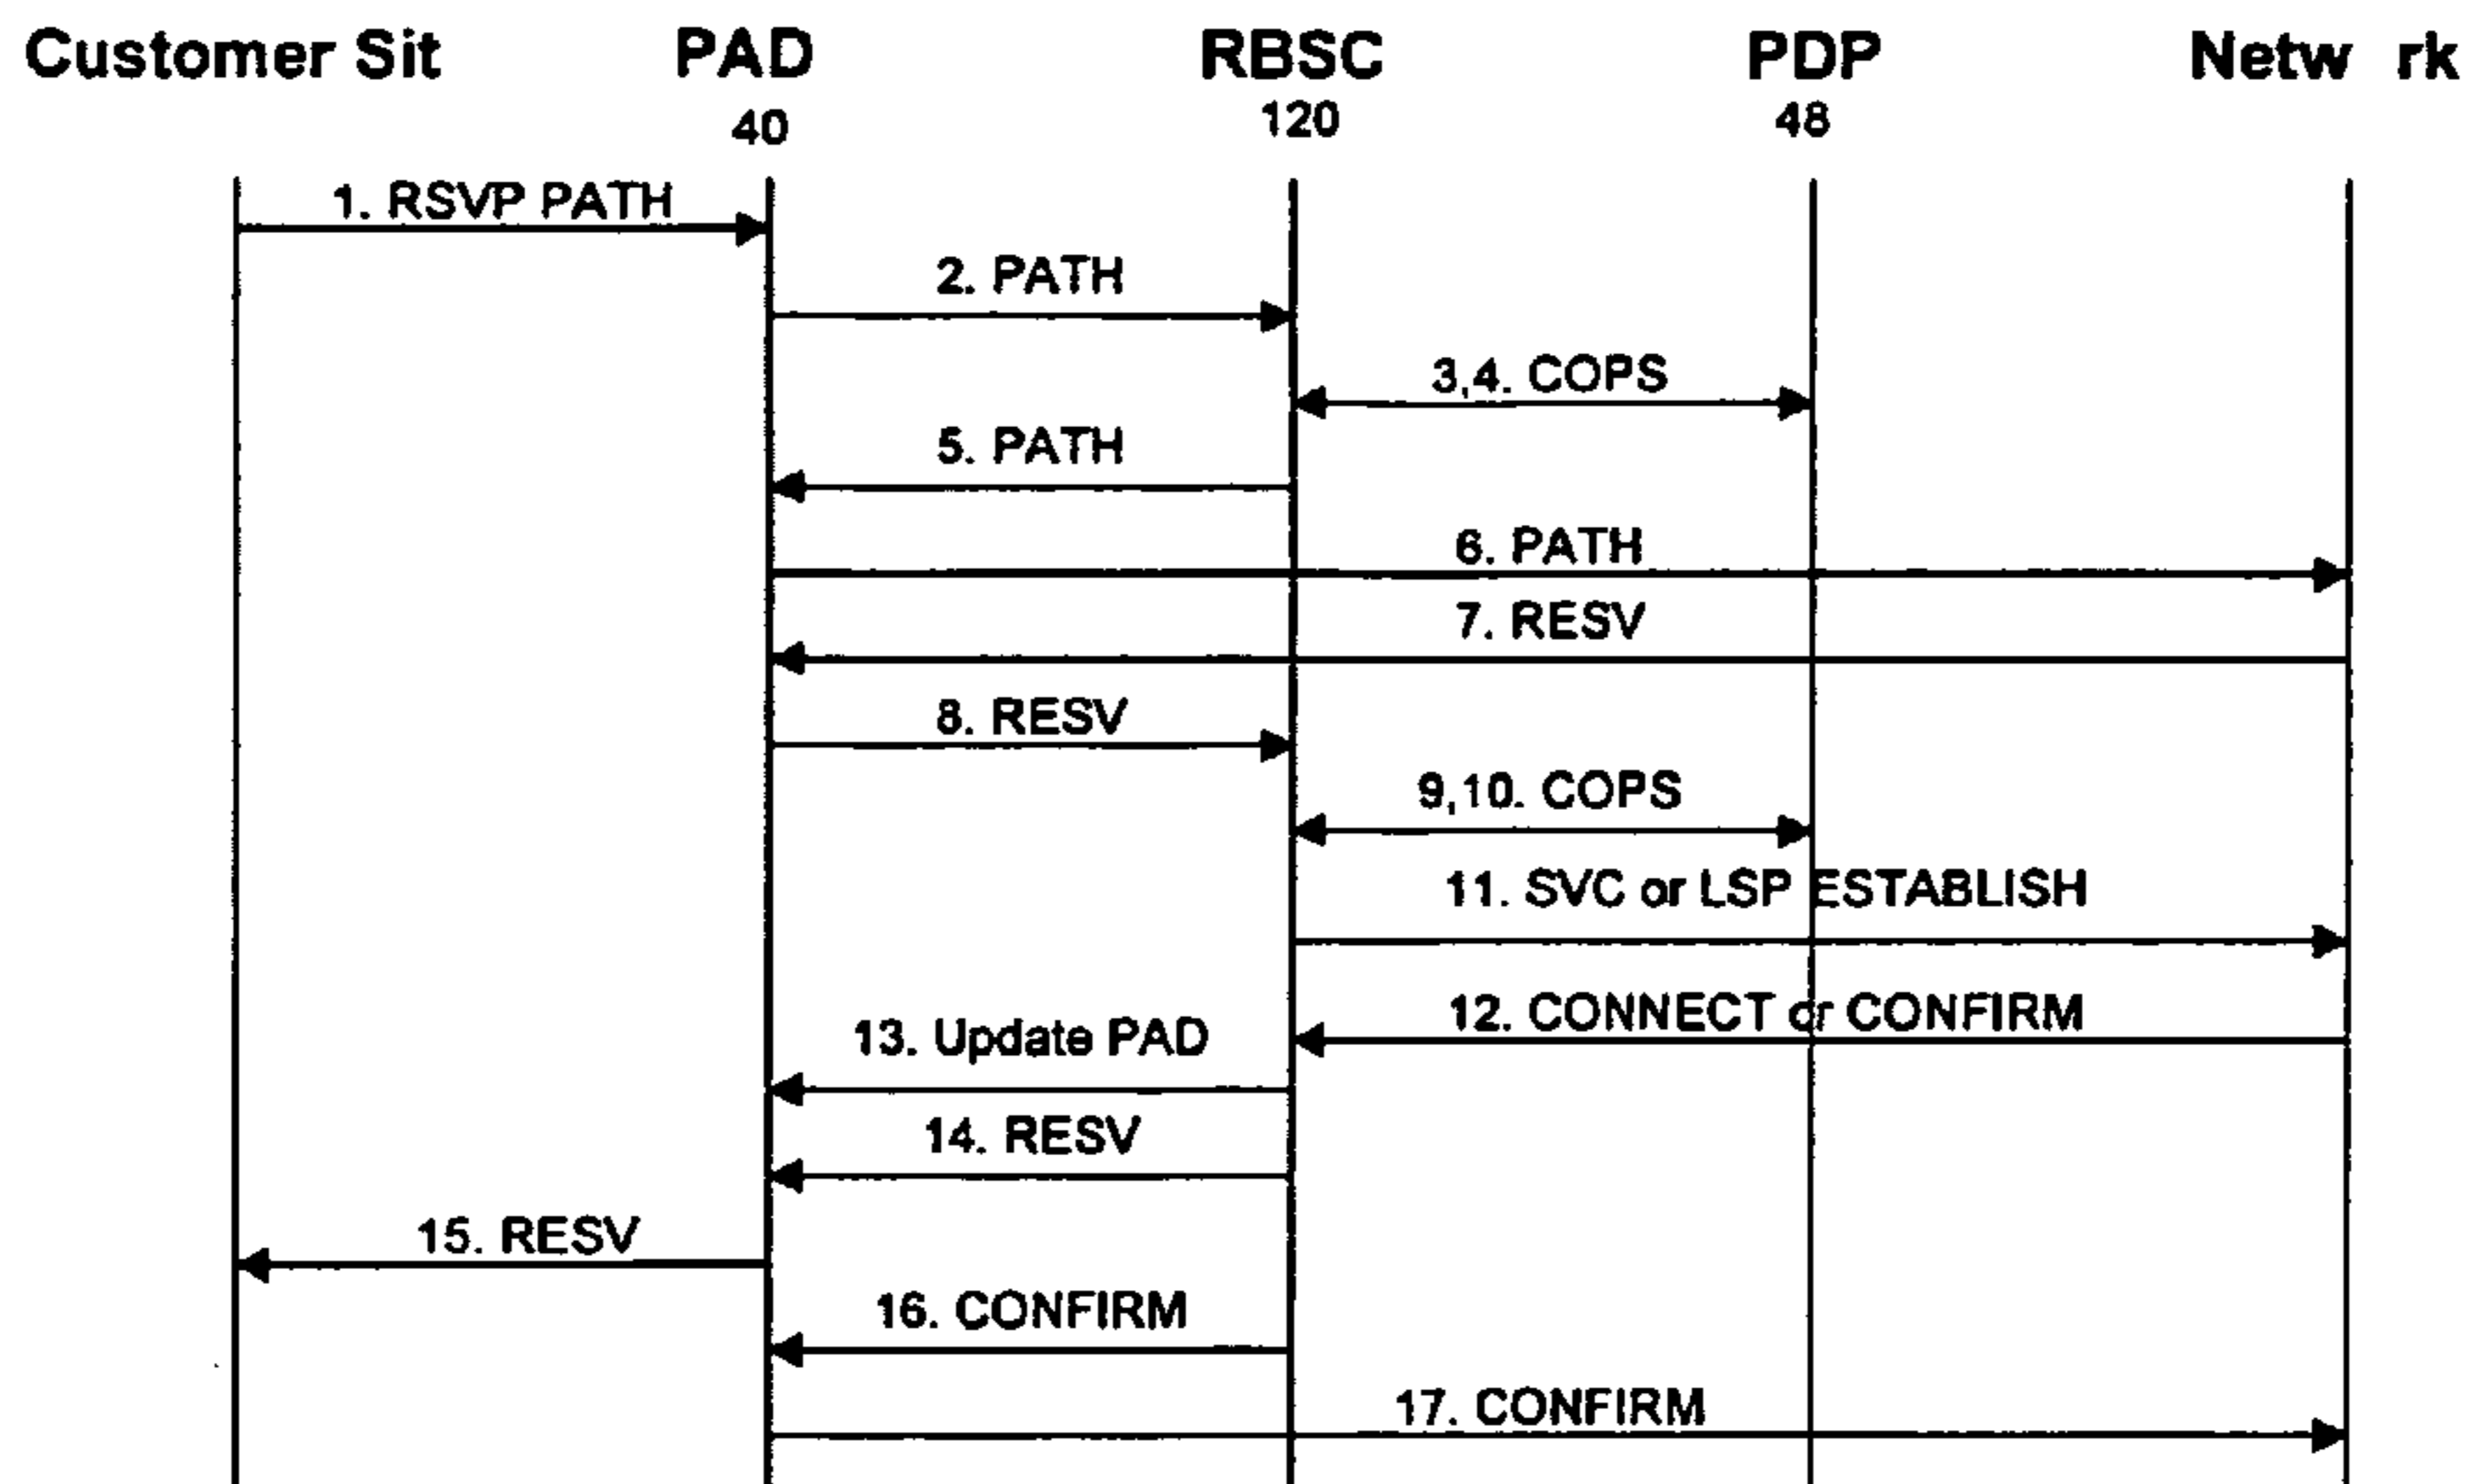 Customer Sit PAD RBSC PDP Netw rk
40 120 48
1. RSVP PATH
2. PATH
3,4. COPS
5. PATH
6. PATH
7. RESV
8. RESV
9,10. COPS
11. SVC or LSP ESTABLISH
12. CONNECT or CONFIRM
13. Update PAD
14. RESV
15. RESV
16. CONFIRM
17. CONFIRM